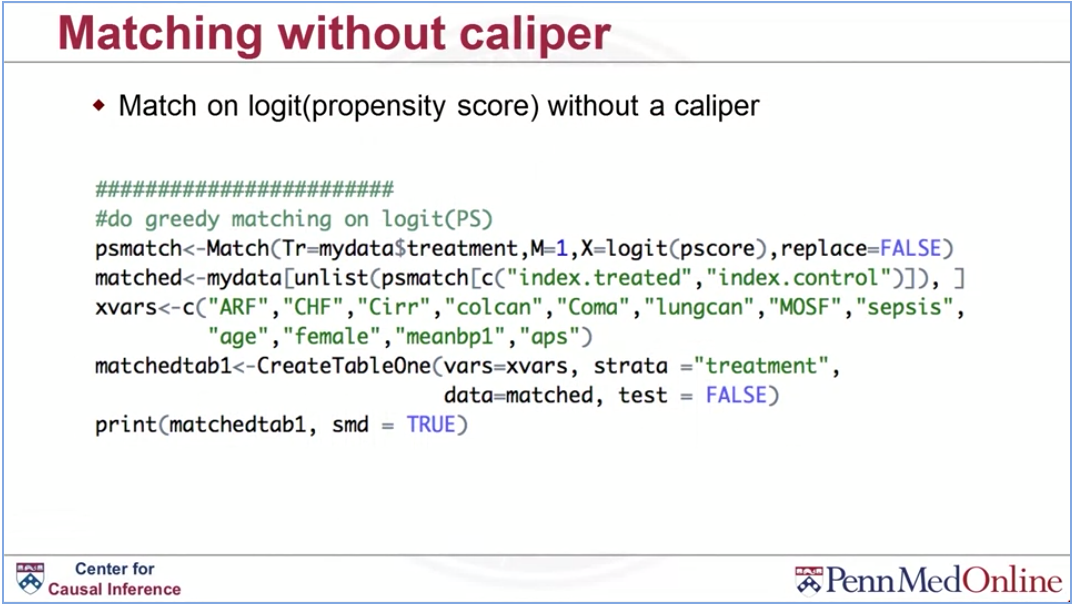 Matching without caliper
◆ Match on logit(propensity score) without a caliper
########################
#do greedy matching on logit(PS)
psmatch<-Match(Tr=mydata$treatment,M=1,X=logit(pscore),replace=FALSE)
matched<-mydata[unlist(psmatch[c("index.treated","index.control")]), ]
xvars<-c("ARF","CHF","Cirr","colcan","Coma","lungcan","MOSF","sepsis",
"age","female","meanbp1","aps")
matchedtab1<-CreateTableOne(vars=xvars, strata ="treatment",
data=matched, test = FALSE)
print(matchedtab1, smd = TRUE)
Center for
Causal Inference
PennMedOnline